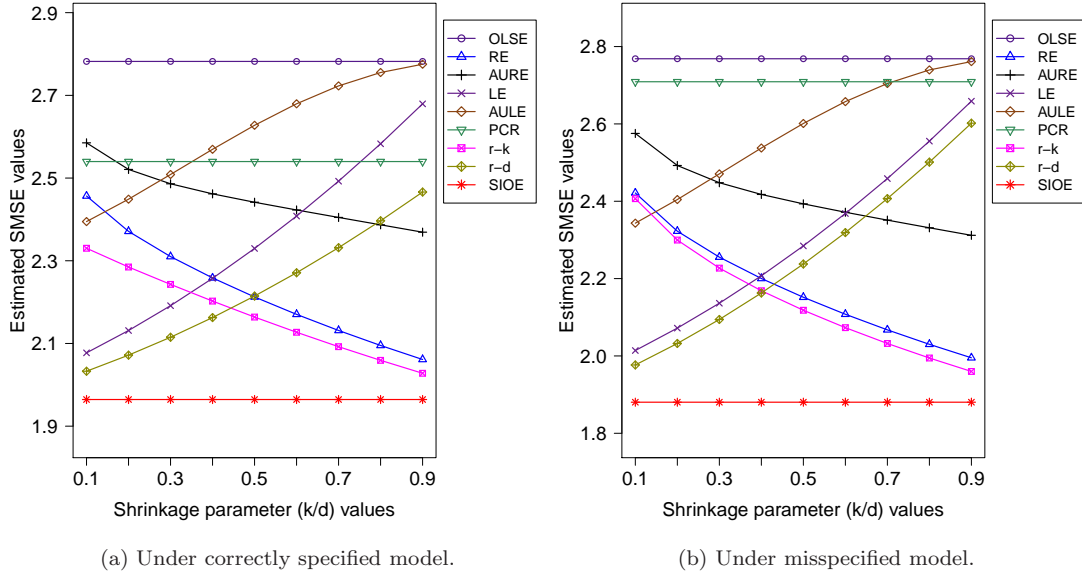 2.9
2.7
2.5
2.3
2.1
1.9
Estimated SMSE values
0.1 0.3 0.5 0.7 0.9
Shrinkage parameter (k/d) values
OLSE
RE
AURE
LE
AULE
PCR
r−k
r−d
SIOE
(a) Under correctly specified model.
2.8
2.6
2.4
2.2
2.0
1.8
Estimated SMSE values
0.1 0.3 0.5 0.7 0.9
Shrinkage parameter (k/d) values
OLSE
RE
AURE
LE
AULE
PCR
r−k
r−d
SIOE
(b) Under misspecified model.